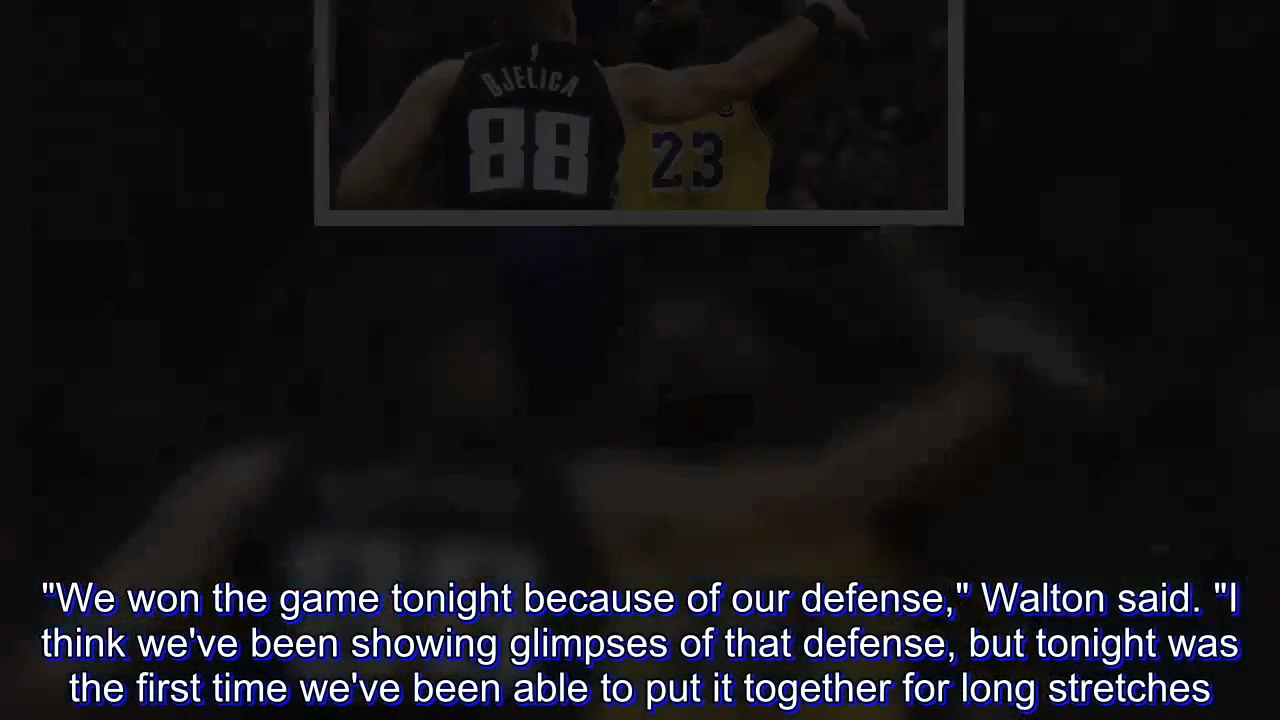 BJELICA
88
23
"We won the game tonight because of our defense," Walton said. "I
think we've been showing glimpses of that defense, but tonight was
the first time we've been able to put it together for long stretches